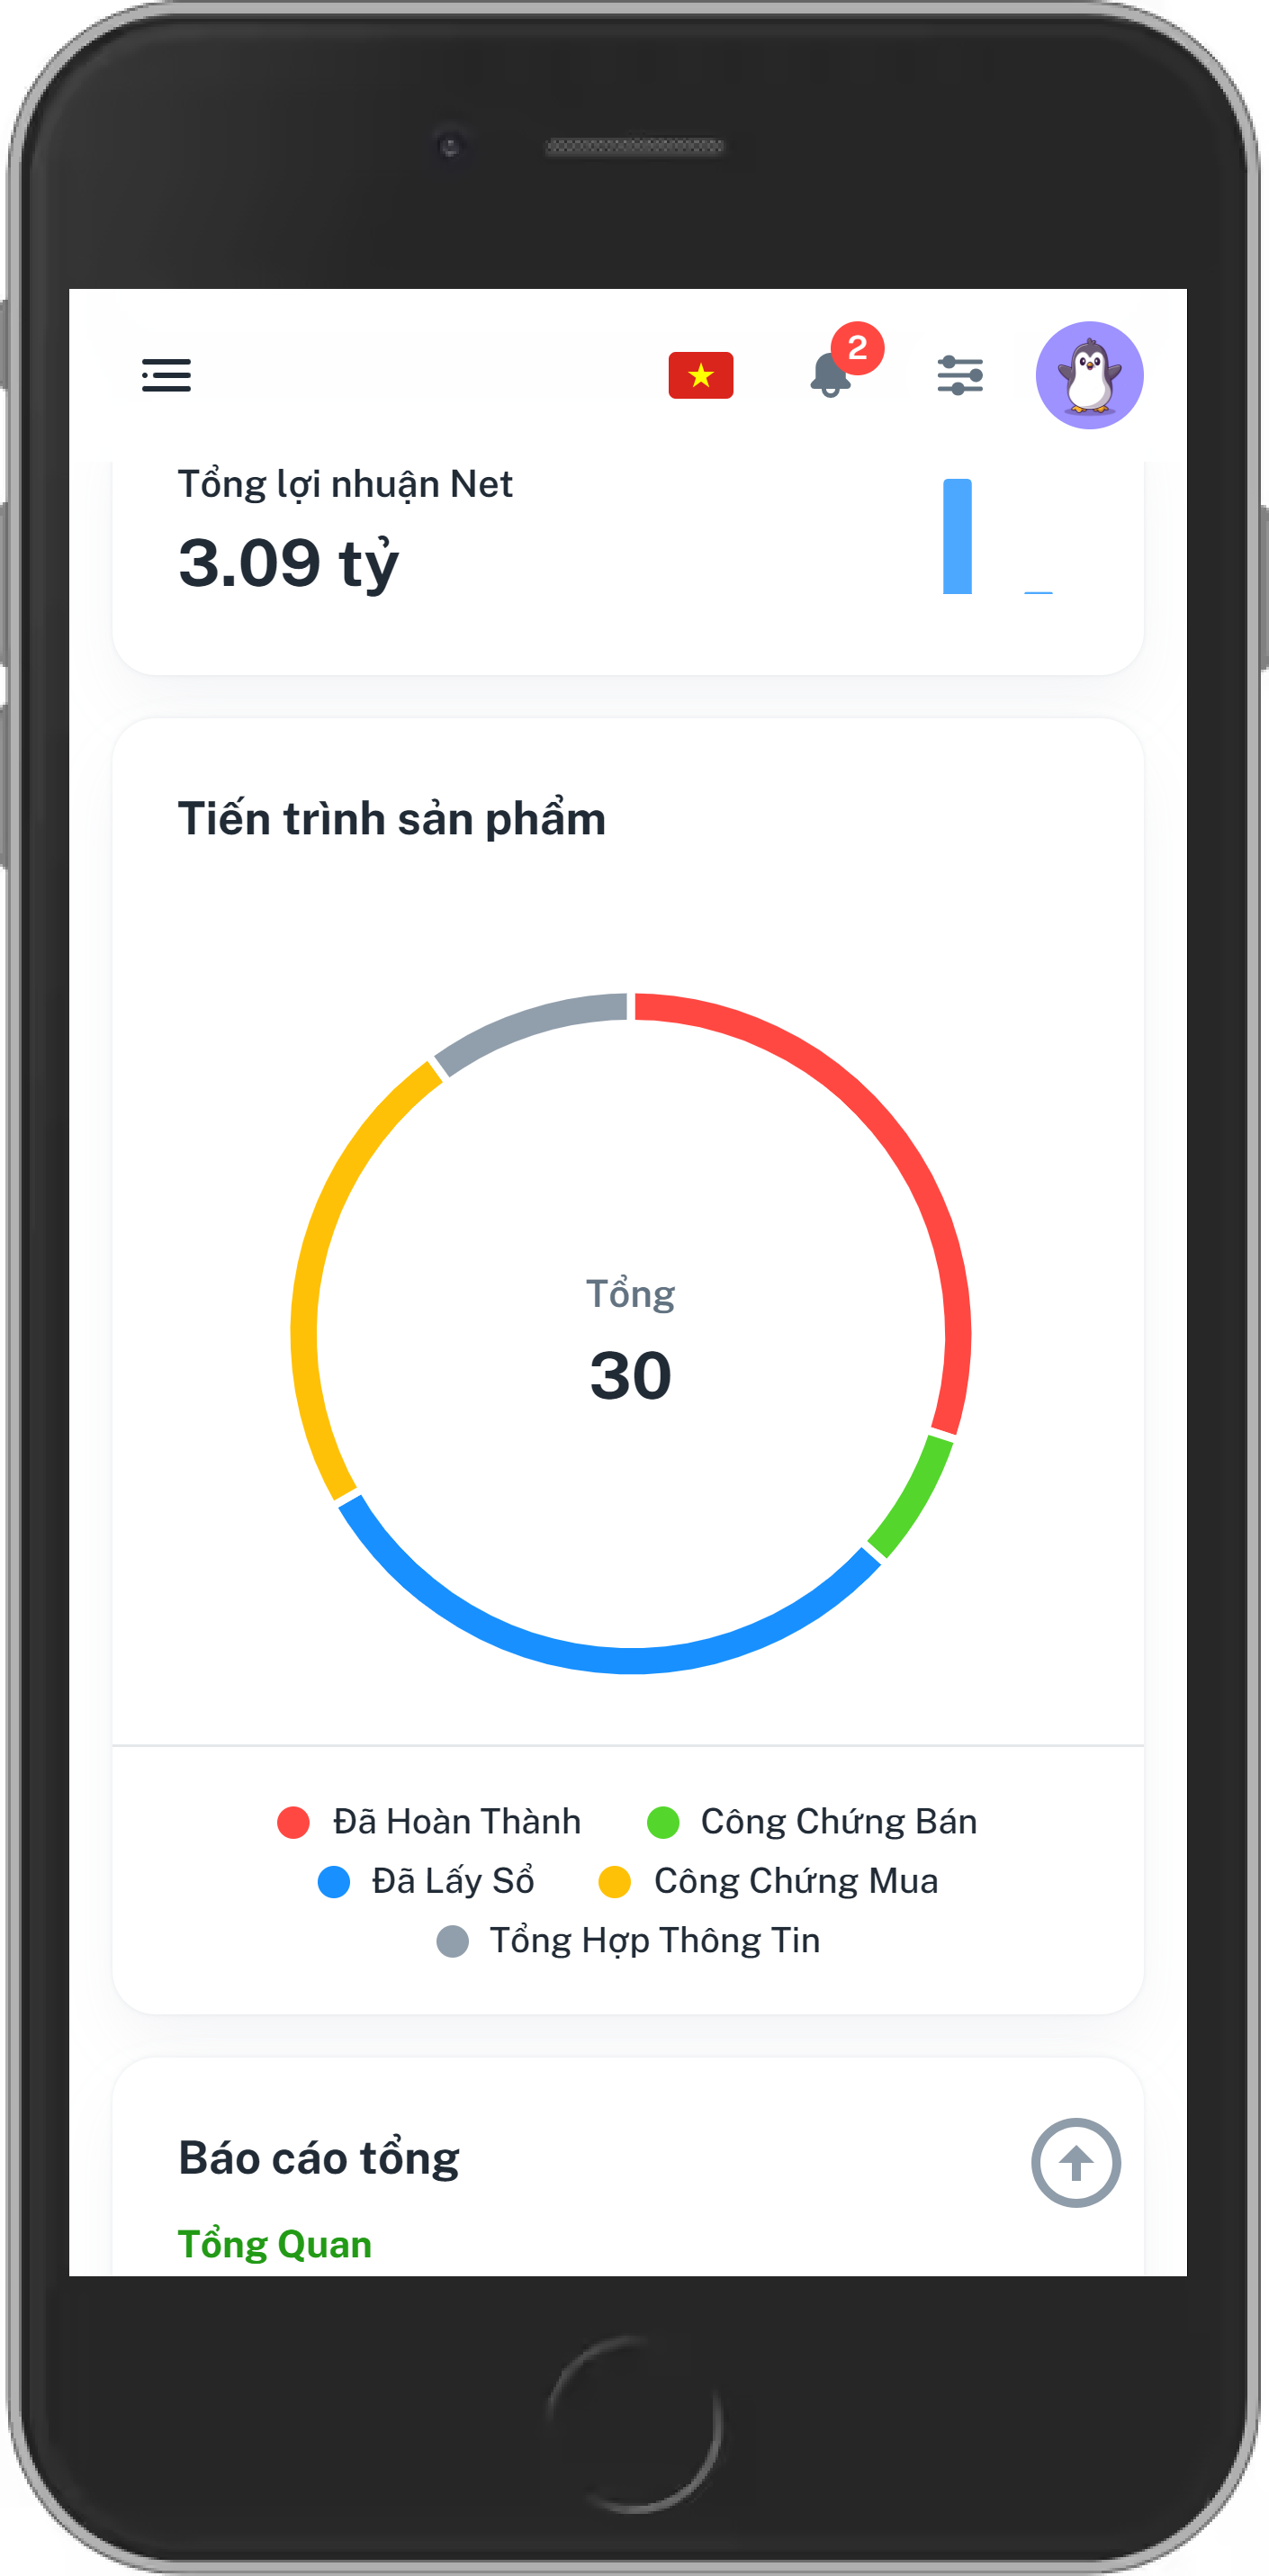 2
Tổng lợi nhuận Net
3.09 tỷ
Tiến trình sản phẩm
Tổng
30
Đã Hoàn Thành
Công Chứng Bán
Đã Lấy Sổ
Công Chứng Mua
Tổng Hợp Thông Tin
Báo cáo tổng
Tổng Quan